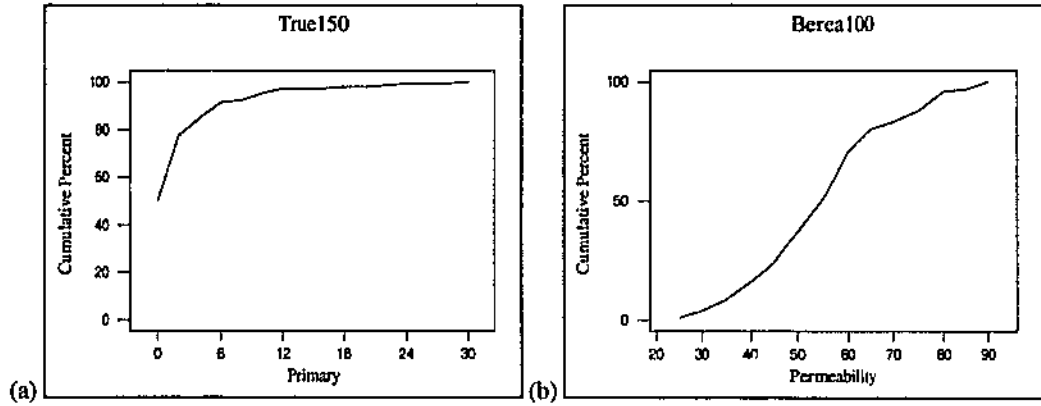 True150
100
80
60
40
20
0
Cumulative Percent
0 6 12 18 24 30
Primary
(a)
Berea100
100
50
0
Cumulative Percent
20 30 40 50 60 70 80 90
Permeability
(b)